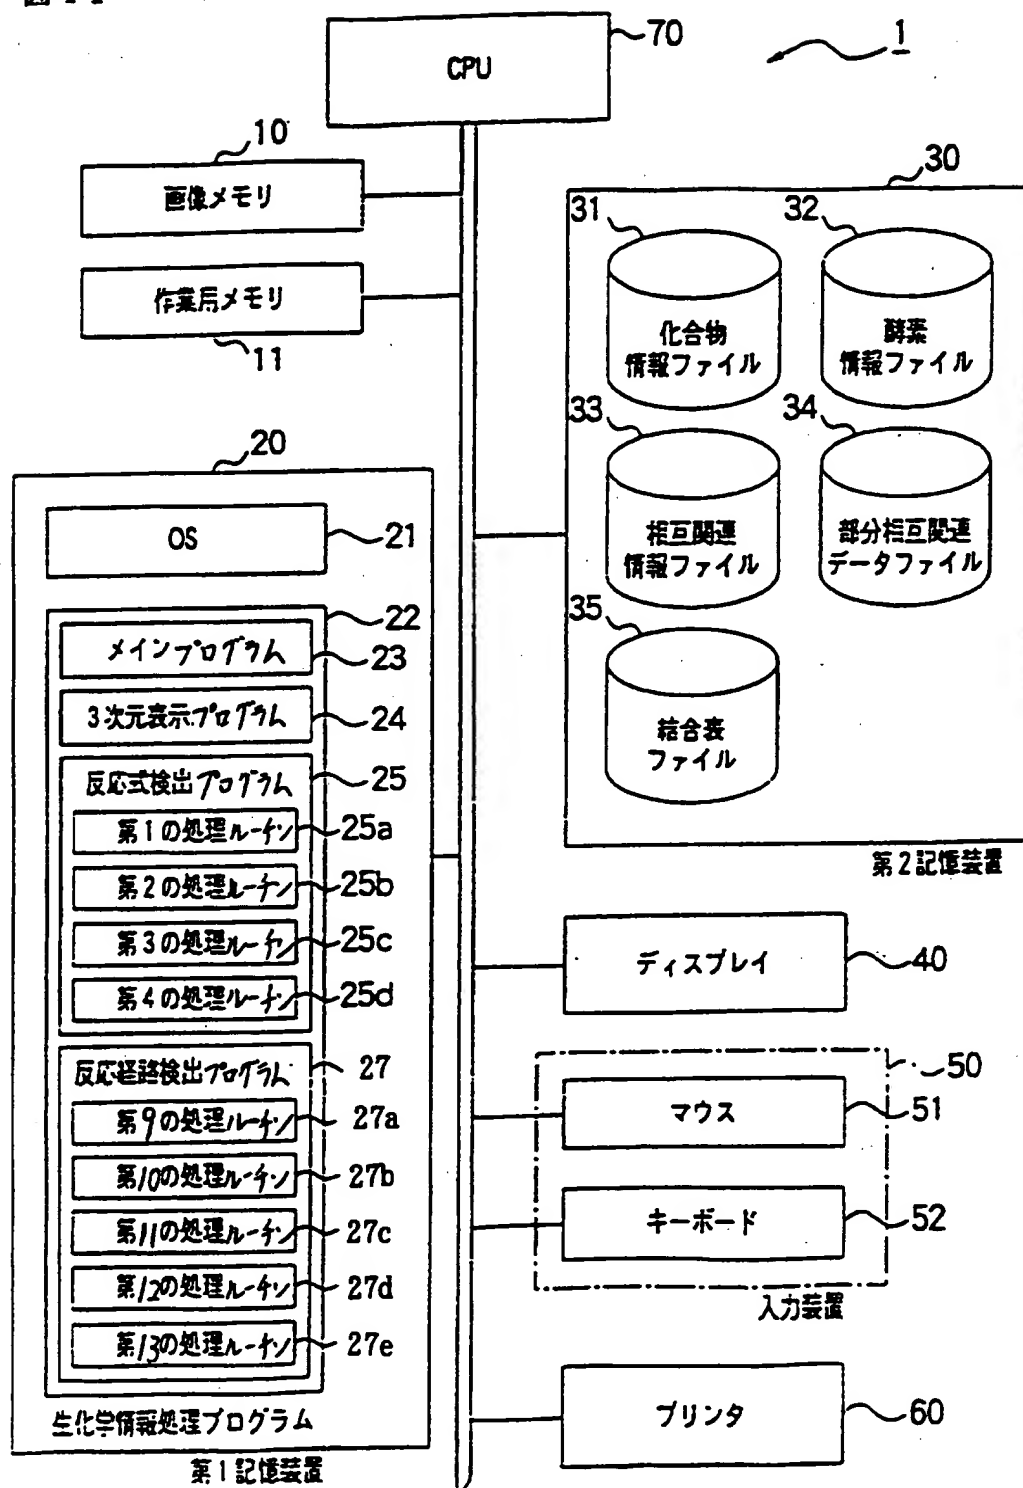 70
1
CPU
10
画像メモリ
作業用メモリ
11
30
31
32
化合物
情報ファイル
酵素
情報ファイル
33
34
相互関連
情報ファイル
部分相互関連
データファイル
35
結合表
ファイル
第2記憶装置
20
OS
21
22
メインプログラム
23
3次元表示プログラム
24
反応式検出プログラム
25
第1の処理ルーチン
25a
第2の処理ルーチン
25b
第3の処理ルーチン
25c
第4の処理ルーチン
25d
反応経路検出プログラム
27
第9の処理ルーチン
27a
第10の処理ルーチン
27b
第11の処理ルーチン
27c
第12の処理ルーチン
27d
第13の処理ルーチン
27e
生化学情報処理プログラム
第1記憶装置
ディスプレイ
40
50
マウス
51
キーボード
52
入力装置
プリンタ
60